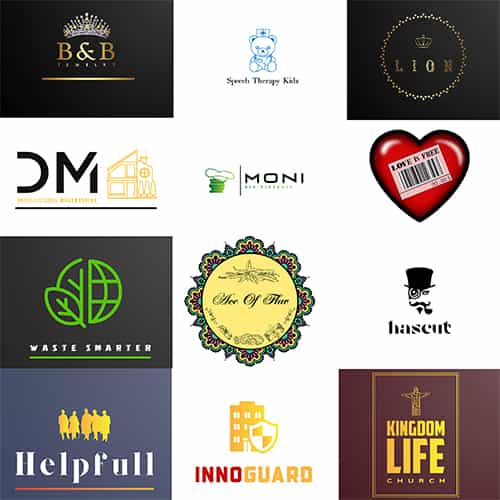 B&B
JEWELRY
Speech Therapy Kids
LION
DM
MONI
LOVE IS FREE
WASTE SMARTER
Ace Of Flur
hascut
Helpfull
INNOGUARD
KINGDOM
LIFE
CHURCH